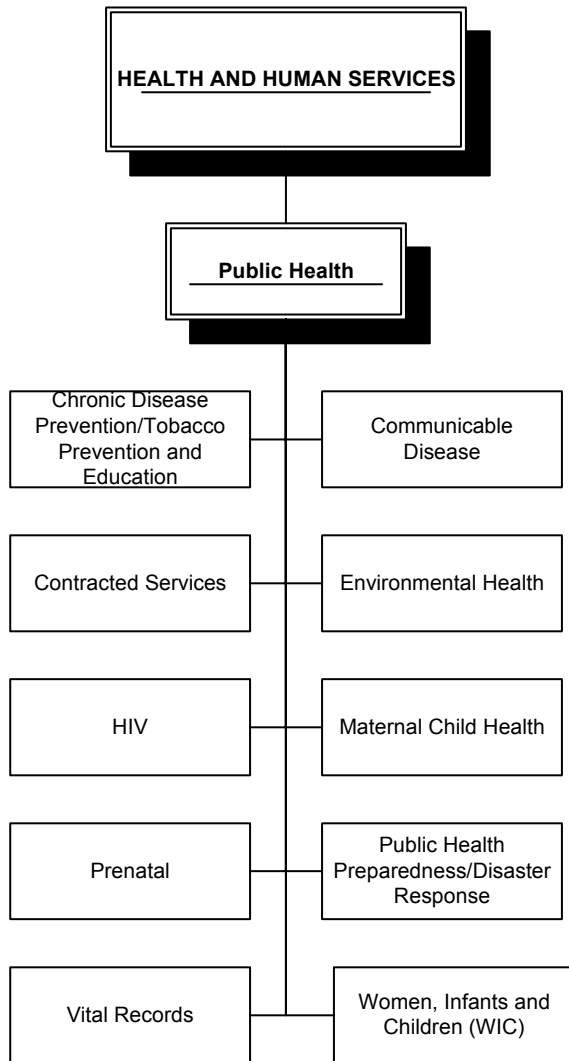 HEALTH AND HUMAN SERVICES
Public Health
Chronic Disease
Prevention/Tobacco
Prevention and
Education
Communicable
Disease
Contracted Services
Environmental Health
HIV
Maternal Child Health
Prenatal
Public Health
Preparedness/Disaster
Response
Vital Records
Women, Infants and
Children (WIC)